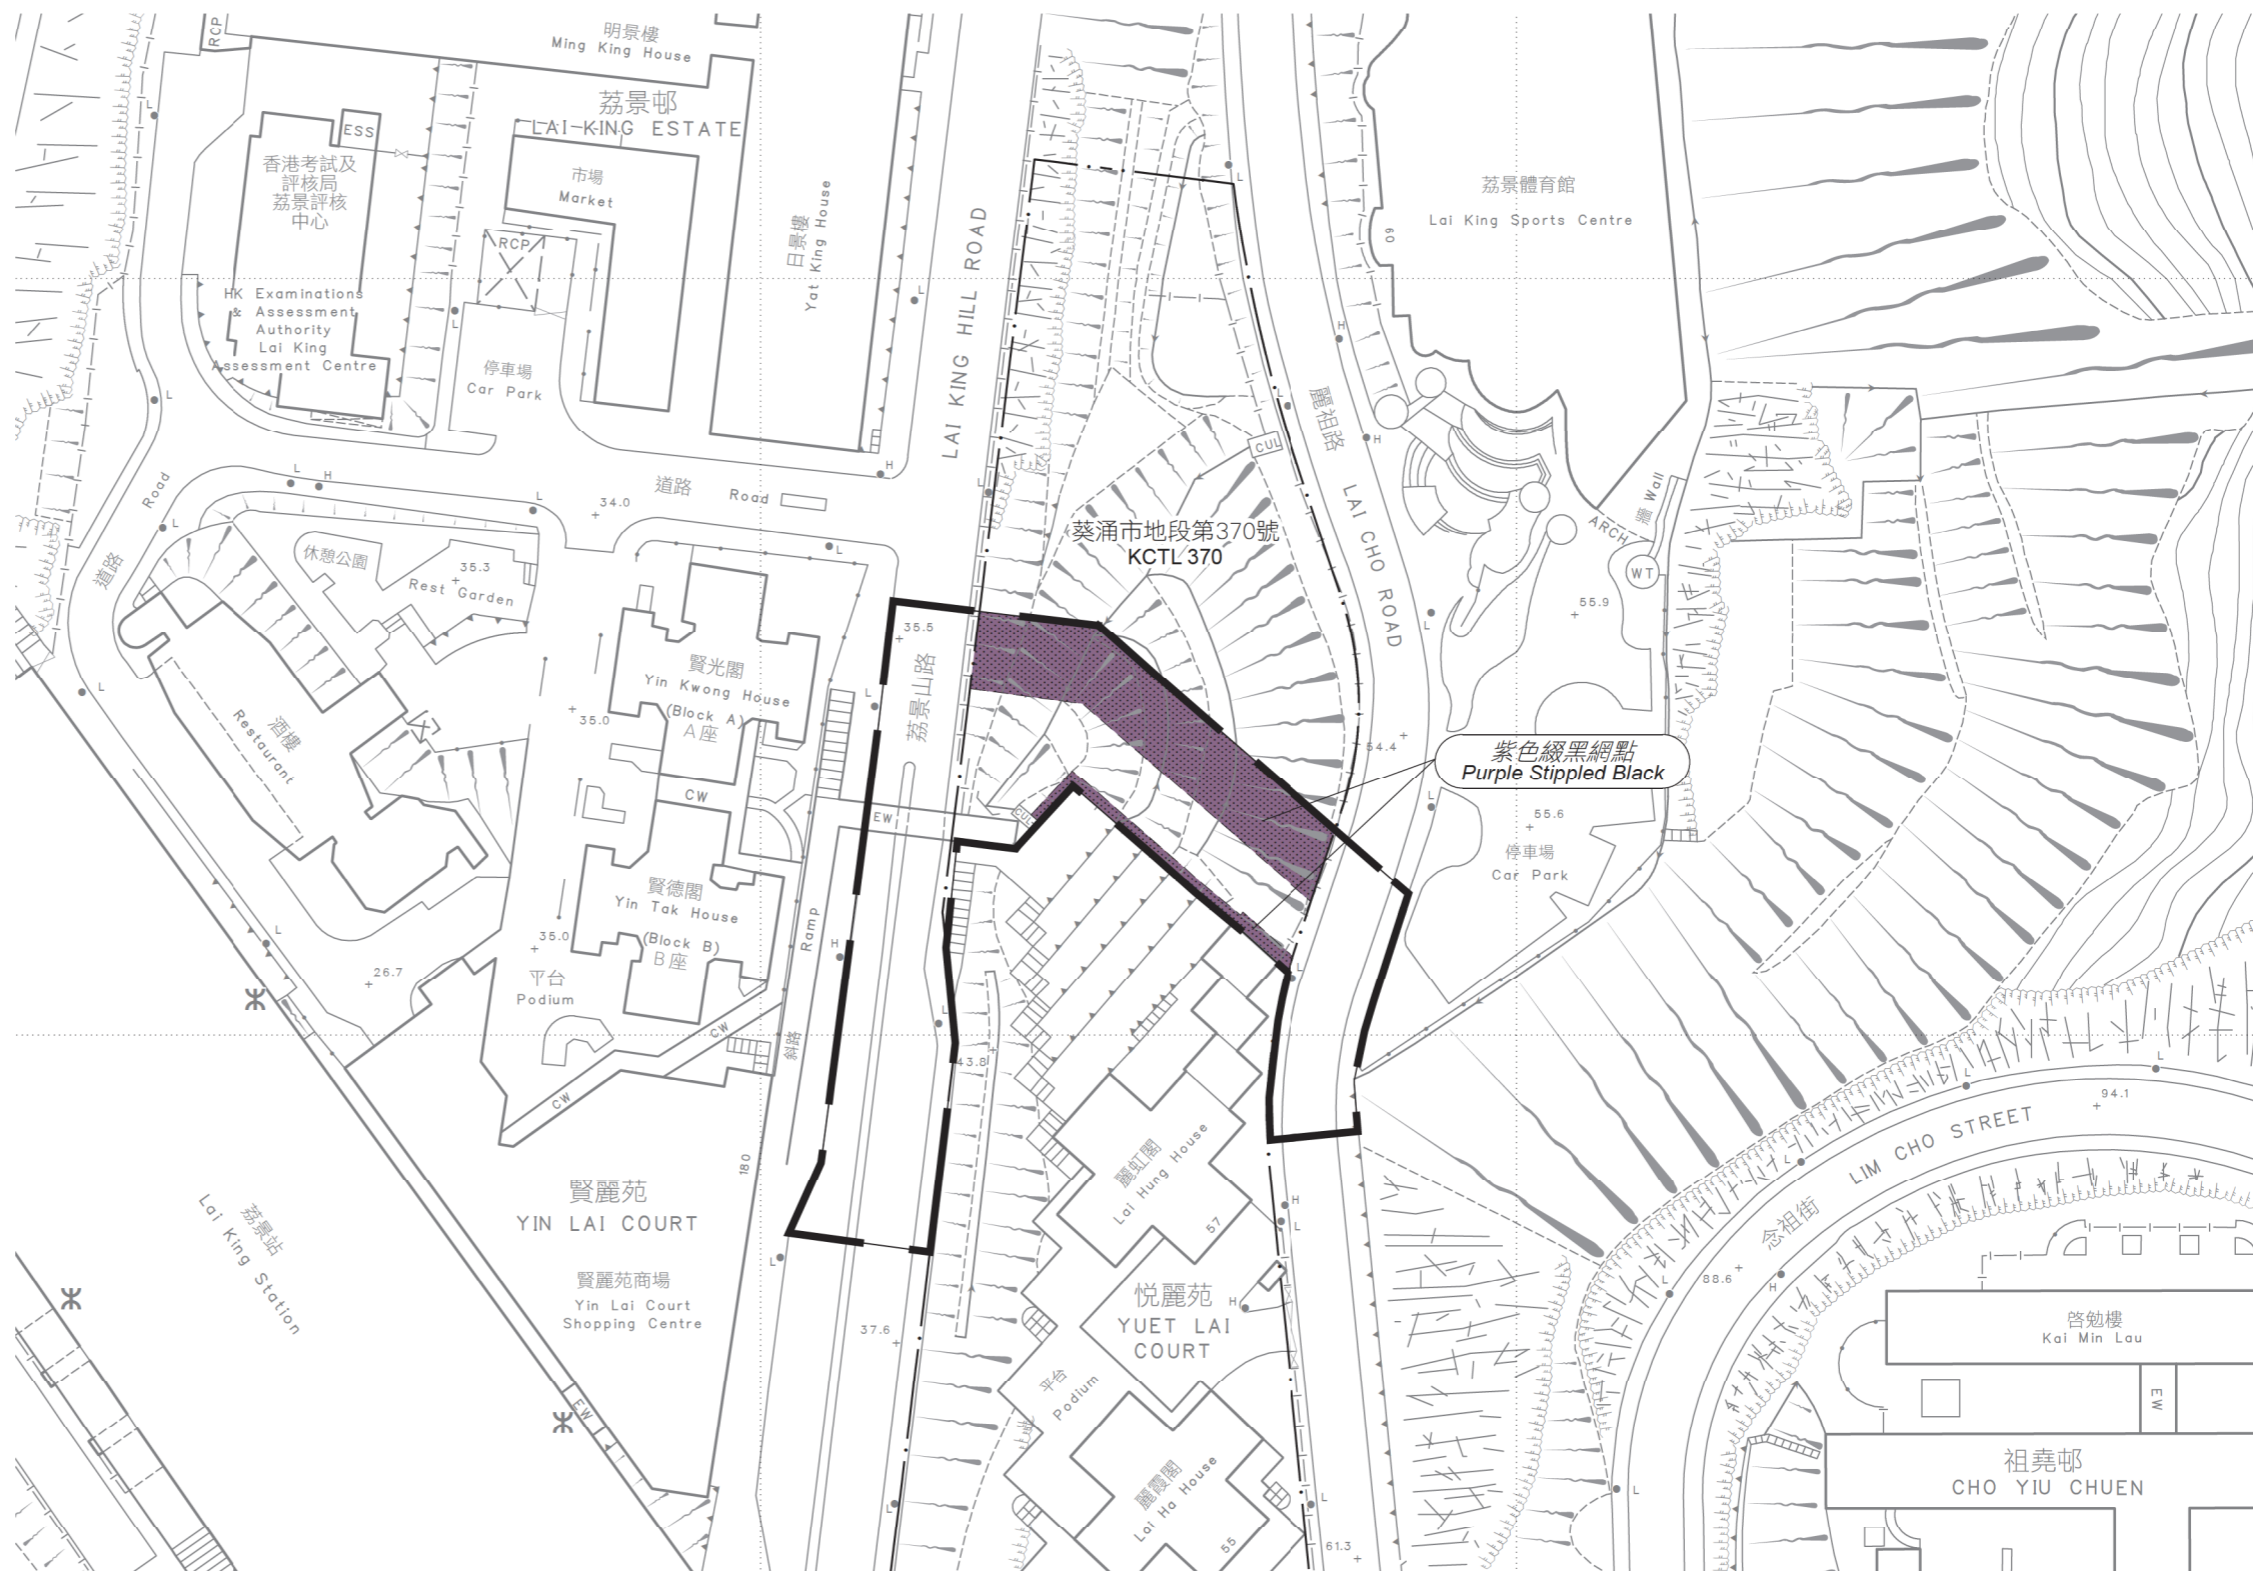 RCP
明景樓
Ming King House
荔景邨
LAI KING ESTATE
ESS
香港考試及
評核局
荔景評核
中心
HK Examinations
& Assessment
Authority
Lai King
Assessment Centre
市場
Market
RCP
停車場
Car Park
日景樓
Yat King House
LAI KING HILL ROAD
荔景體育館
Lai King Sports Centre
60
L
L
L
L
L
H
H
L
H
L
CUL
麗祖路
LAI CHO ROAD
道路
Road
34.0
道路
Road
L
H
L
L
L
L
休憩公園
Rest Garden
35.3
葵涌市地段第370號
KCTL 370
ARCH
牆 Wall
WT
55.9
35.5
荔景山路
賢光閣
Yin Kwong House
(Block A)
A座
35.0
酒樓
Restaurant
L
L
L
54.4
L
紫色綴黑網點
Purple Stippled Black
55.6
停車場
Car Park
CW
EW
CUL
賢德閣
Yin Tak House
(Block B)
B座
35.0
平台
Podium
Ramp
斜路
H
L
26.7
CW
CW
L
L
43.8
94.1
L
L
LIM CHO STREET
念祖街
L
88.6
H
L
180
賢麗苑
YIN LAI COURT
賢麗苑商場
Yin Lai Court
Shopping Centre
荔景站
Lai King Station
L
37.6
麗虹閣
Lai Hung House
57
H
L
悦麗苑
YUET LAI
COURT
H
平台
Podium
麗霞閣
Lai Ha House
55
L
L
61.3
EW
啓勉樓
Kai Min Lau
EW
祖堯邨
CHO YIU CHUEN
L